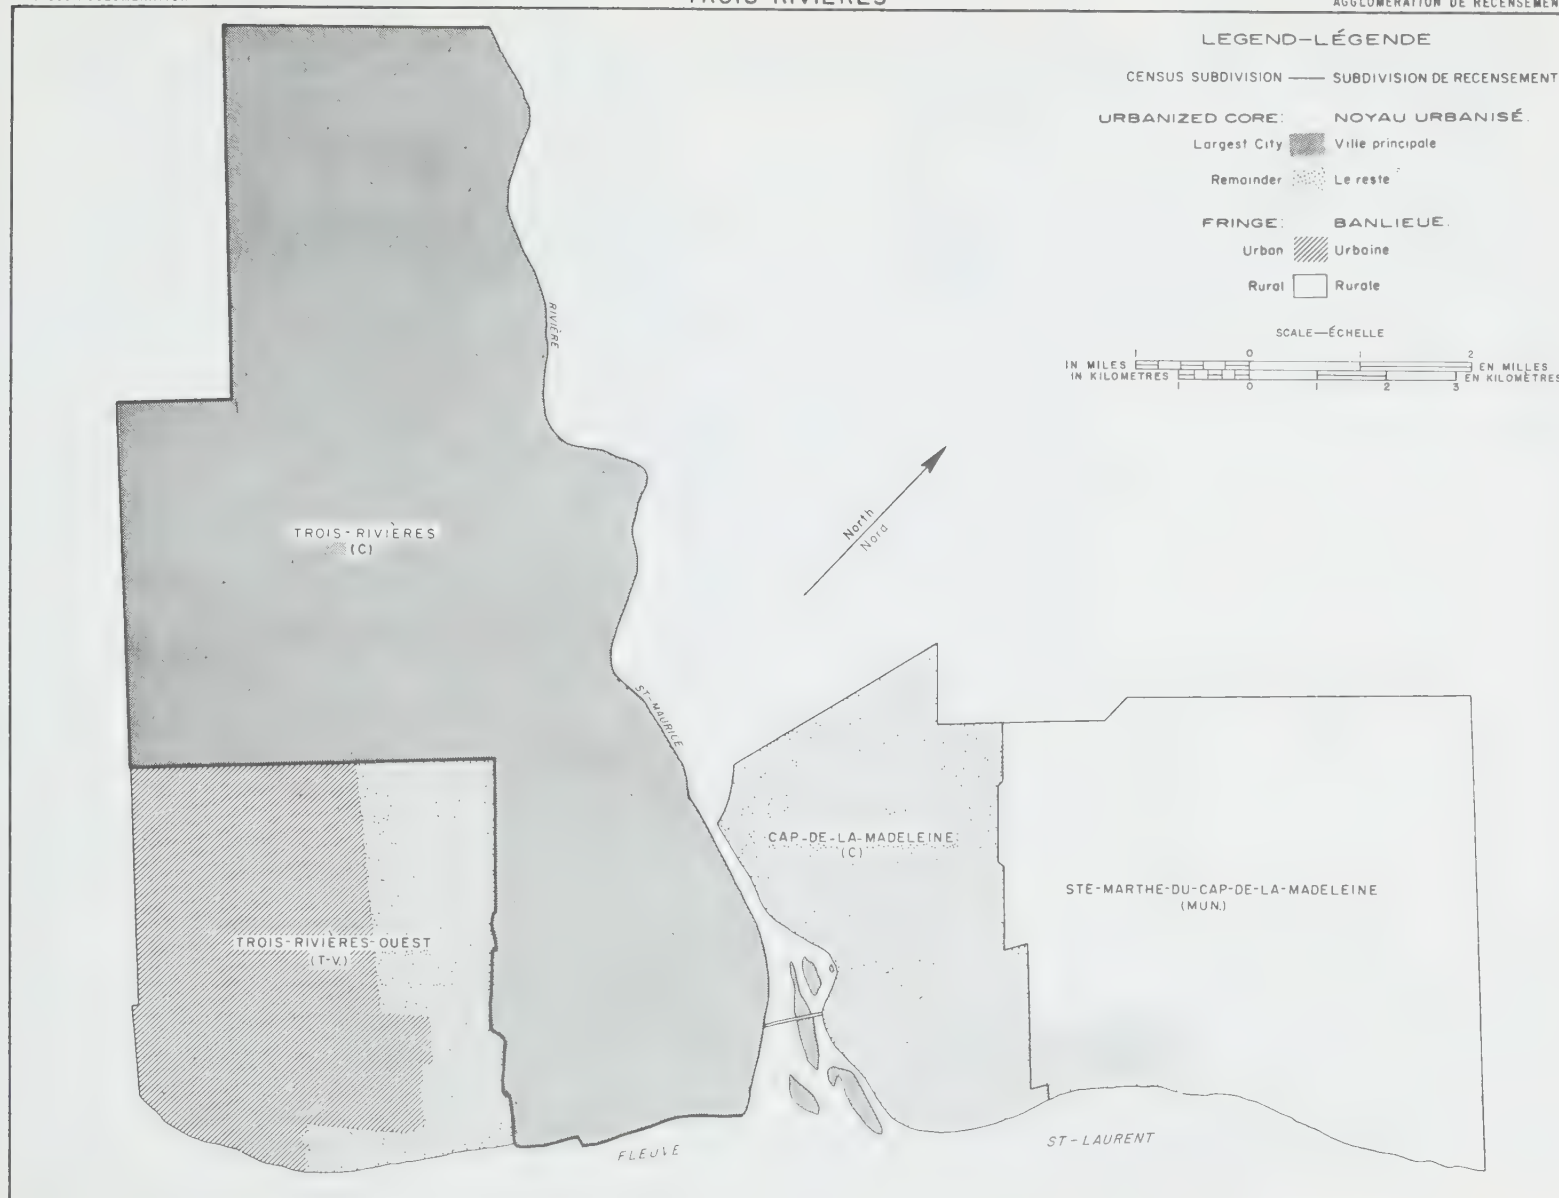 TROIS-RIVIÈRES
AGGLOMÉRATION DE RECENSEMENT
LEGEND—LÉGENDE
CENSUS SUBDIVISION —— SUBDIVISION DE RECENSEMENT
URBANIZED CORE: NOYAU URBANISÉ.
Largest City Ville principale
Remainder Le reste
FRINGE: BANLIEUE.
Urban Urbaine
Rural Rurale
SCALE—ÉCHELLE
1 0 1 2
IN MILES EN MILLES
IN KILOMETRES EN KILOMÈTRES
1 0 1 2 3
RIVIÈRE
North
Nord
TROIS-RIVIÈRES
(C)
ST-MAURILE
CAP-DE-LA-MADELEINE
(C)
STE-MARTHE-DU-CAP-DE-LA-MADELEINE
(MUN.)
TROIS-RIVIÈRES-OUEST
(T-V.)
FLEUVE
ST-LAURENT